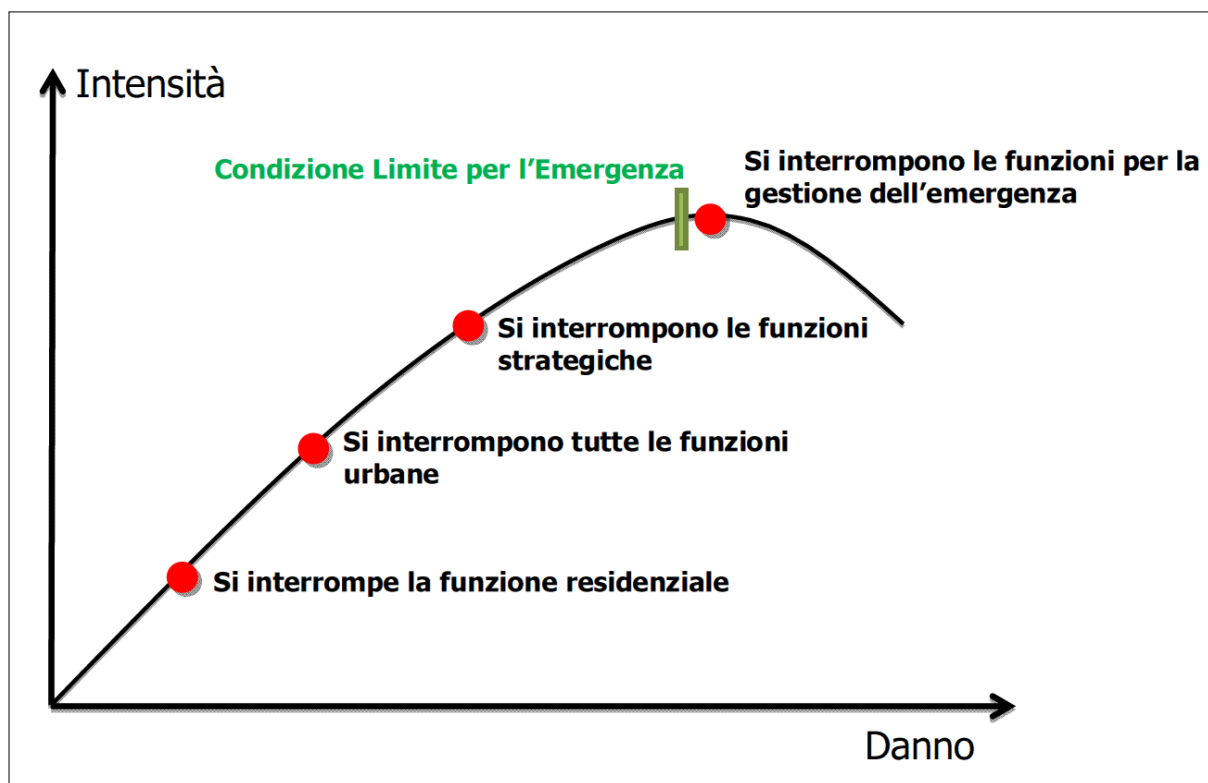 Intensità
Condizione Limite per l’Emergenza
Si interrompono le funzioni per la
gestione dell’emergenza
Si interrompono le funzioni
strategiche
Si interrompono tutte le funzioni
urbane
Si interrompe la funzione residenziale
Danno